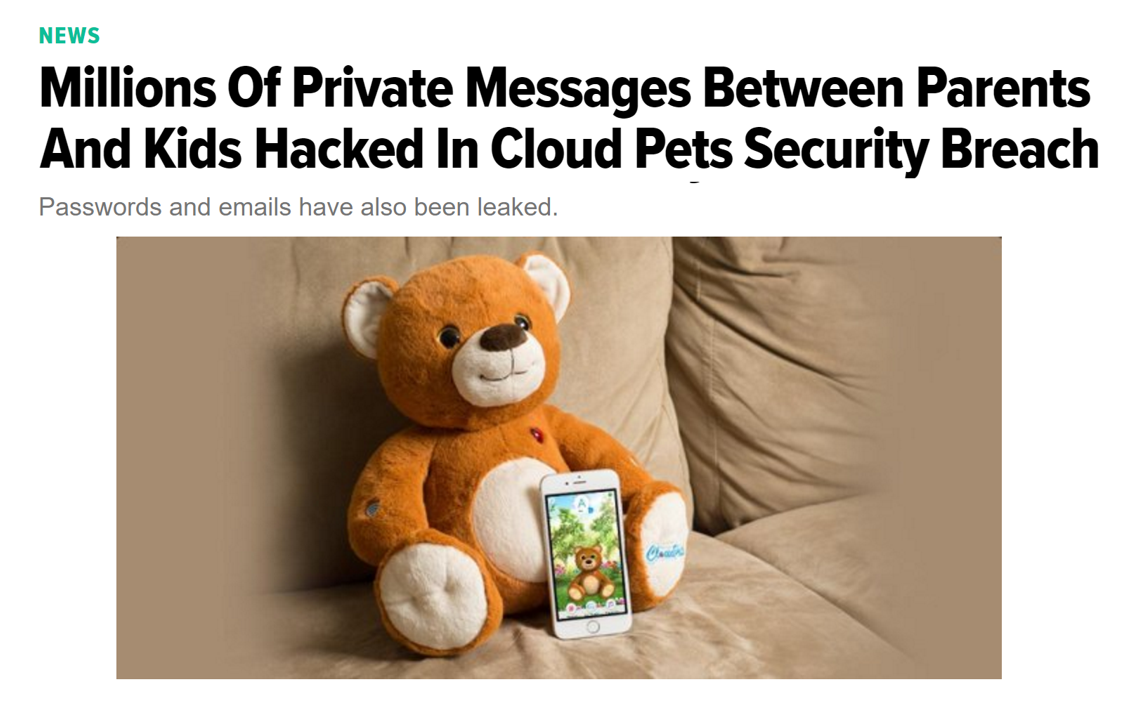 NEWS
Millions Of Private Messages Between Parents
And Kids Hacked In Cloud Pets Security Breach
Passwords and emails have also been leaked.